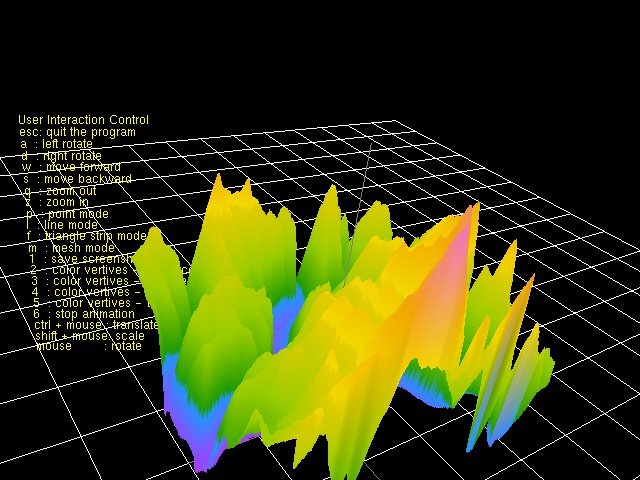 User Interaction Control
esc: quit the program
a : left rotate
d : right rotate
w : move forward
s : move backward
q : zoom out
z : zoom in
p : point mode
l : line mode
t : triangle strip mode
m : mesh mode
1 : save screensh
2 : color vertives -
3 : color vertives -
4 : color vertives -
5 : color vertives -
6 : stop animation
ctrl + mouse : translate
shift + mouse: scale
mouse : rotate